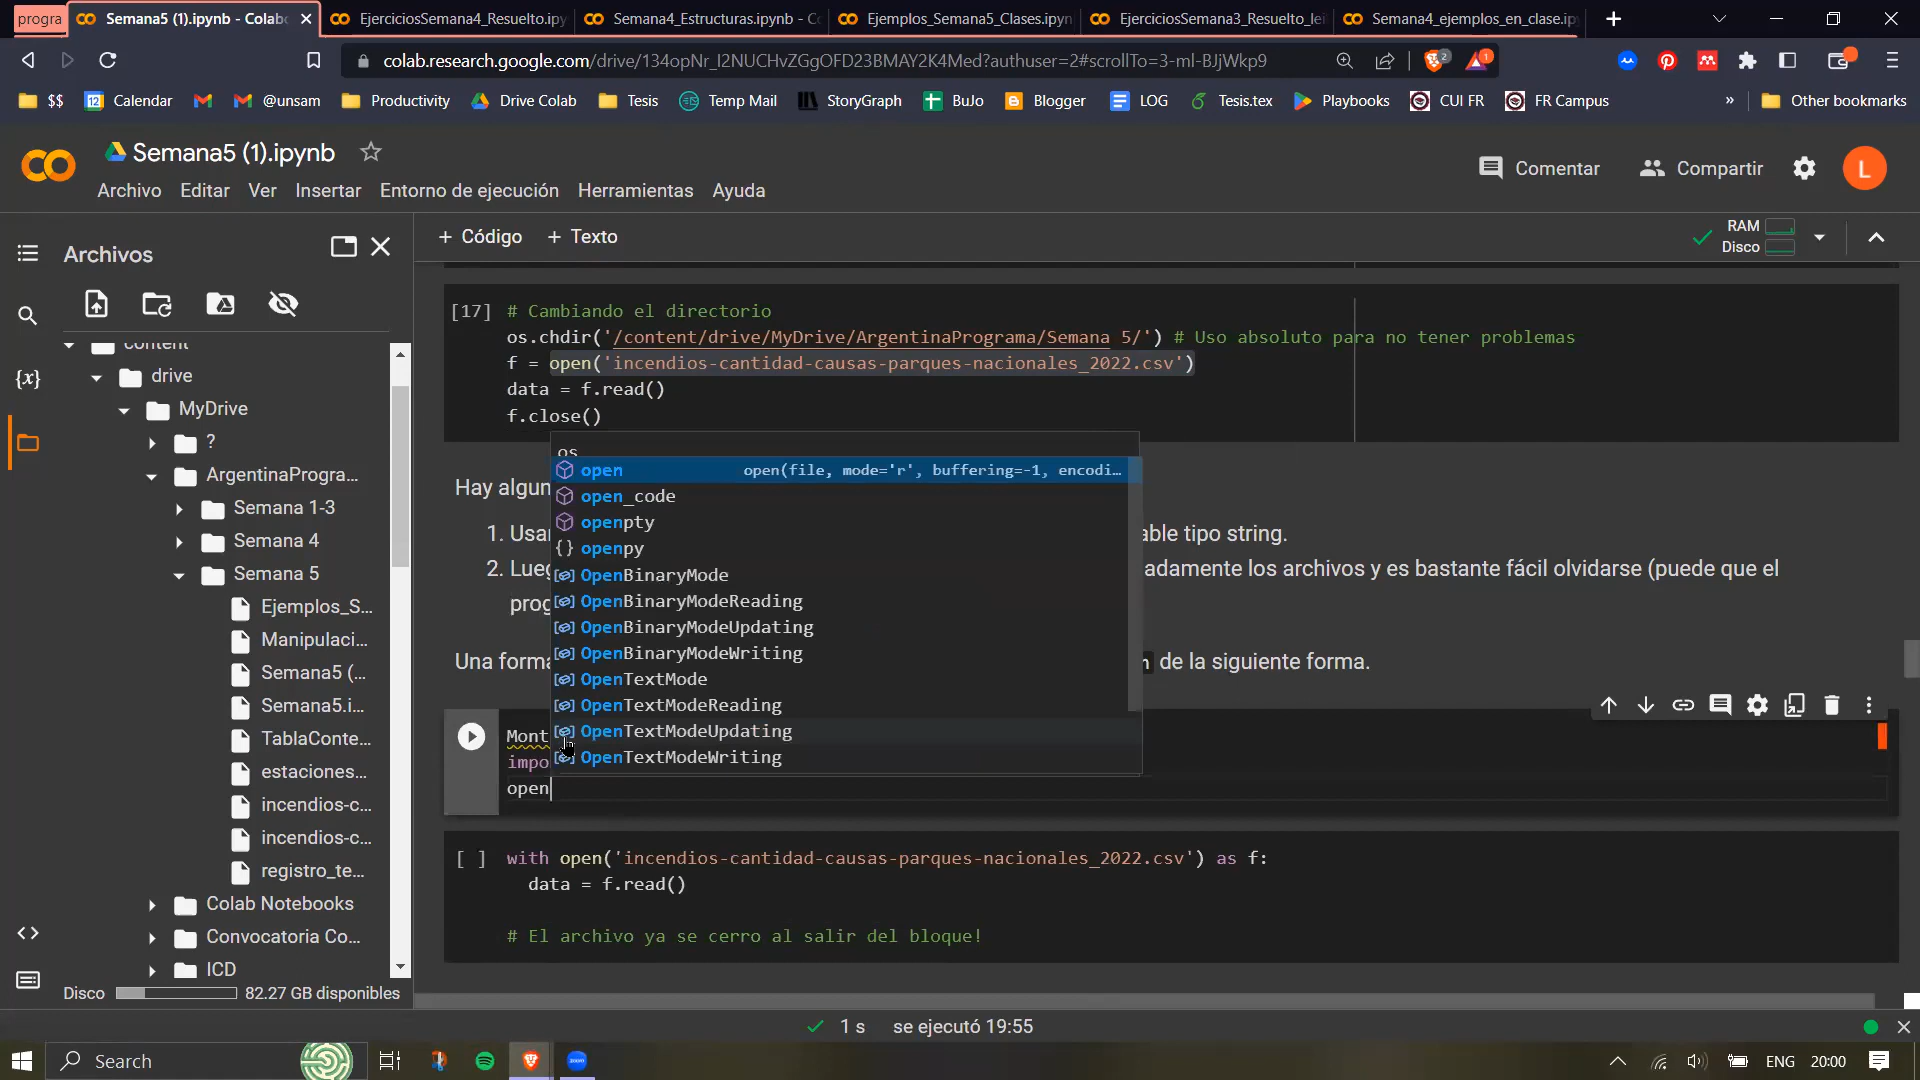 progra
Semana5 (1).ipynb - Colab
EjerciciosSemana4_Resuelto.ipy
Semana4_Estructuras.ipynb - C
Ejemplos_Semana5_Clases.ipyn
EjerciciosSemana3_Resuelto_le
Semana4_ejemplos_en_clase.ip
colab.research.google.com/drive/134opNr_I2NUCHvZGgOFD23BMAY2K4Med?authuser=2#scrollTo=3-ml-BJjWkp9
2
1
$$
12
Calendar
@unsam
Productivity
Drive Colab
Tesis
Temp Mail
StoryGraph
BuJo
Blogger
LOG
Tesis.tex
Playbooks
CUI FR
FR Campus
»
Other bookmarks
Semana5 (1).ipynb
Comentar
Compartir
L
Archivo Editar Ver Insertar Entorno de ejecución Herramientas Ayuda
+ Código + Texto
RAM
Disco
Archivos
content
drive
MyDrive
?
ArgentinaProgra...
Semana 1-3
Semana 4
Semana 5
Ejemplos_S...
Manipulaci...
Semana5 (...
Semana5.i...
TablaConte...
estaciones...
incendios-c...
incendios-c...
registro_te...
Colab Notebooks
Convocatoria Co...
ICD
Disco 82.27 GB disponibles
{x}
[17] # Cambiando el directorio
os.chdir('/content/drive/MyDrive/ArgentinaPrograma/Semana 5/') # Uso absoluto para no tener problemas
f = open('incendios-cantidad-causas-parques-nacionales_2022.csv')
data = f.read()
f.close()
os
open open(file, mode='r', buffering=-1, encodi…
open_code
openpty
{} openpy
OpenBinaryMode
OpenBinaryModeReading
OpenBinaryModeUpdating
OpenBinaryModeWriting
OpenTextMode
OpenTextModeReading
OpenTextModeUpdating
OpenTextModeWriting
Hay algun
1. Usa able tipo string.
2. Lueg adamente los archivos y es bastante fácil olvidarse (puede que el
prog
Una forma n de la siguiente forma.
Mont
impo
open
[ ] with open('incendios-cantidad-causas-parques-nacionales_2022.csv') as f:
data = f.read()
# El archivo ya se cerro al salir del bloque!
1 s se ejecutó 19:55
Search
zoom
ENG
20:00